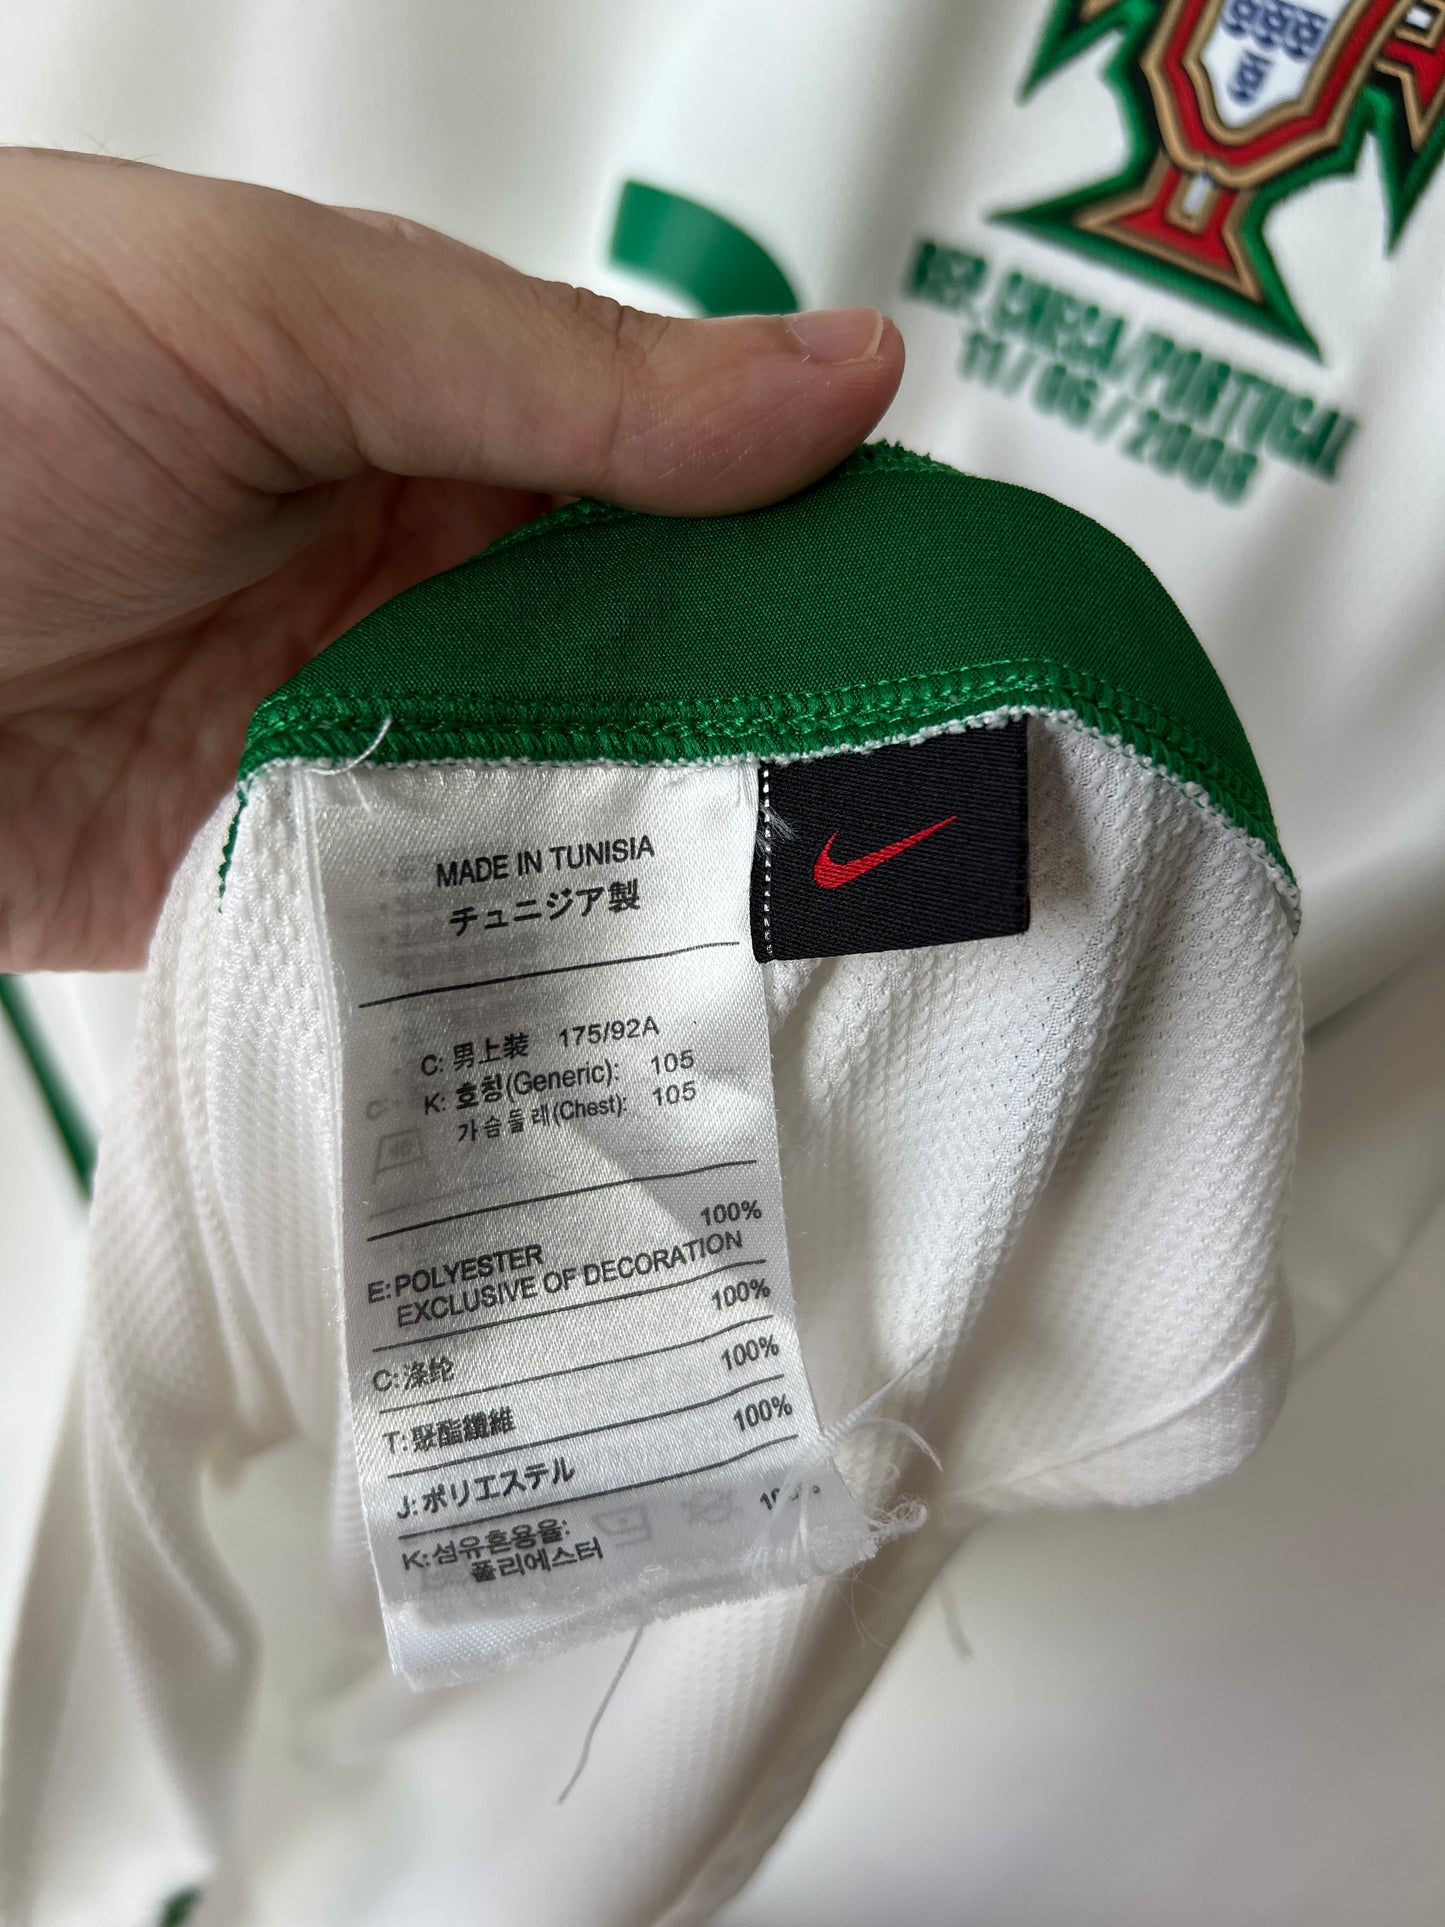 REP. CHECA/PORTUGAL
11/06/2008
MADE IN TUNISIA
チュニジア製
C: 男上装 175/92A
K: 호칭(Generic): 105
가슴둘레(Chest): 105
100%
E:POLYESTER
EXCLUSIVE OF DECORATION
100%
C:涤纶
100%
T:聚酯纖維
100%
J:ポリエステル
K:섬유혼용율:
폴리에스터